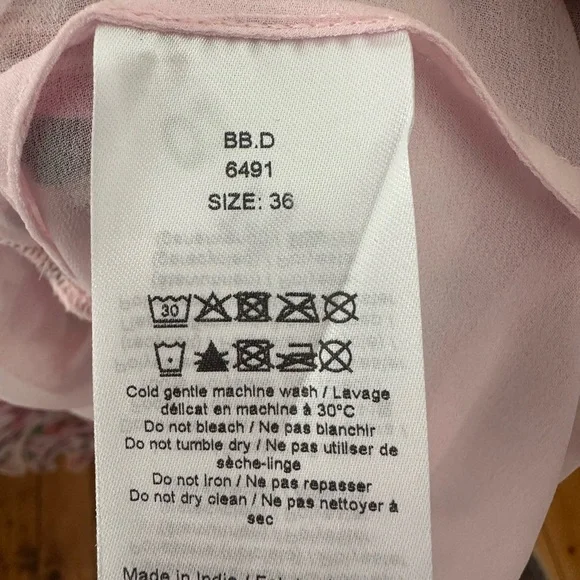 BB.D
6491
SIZE: 36
30
Cold gentle machine wash / Lavage
délicat en machine à 30°C
Do not bleach / Ne pas blanchir
Do not tumble dry / Ne pas utiliser de
sèche-linge
Do not iron / Ne pas repasser
Do not dry clean / Ne pas nettoyer à
sec
Made in India /